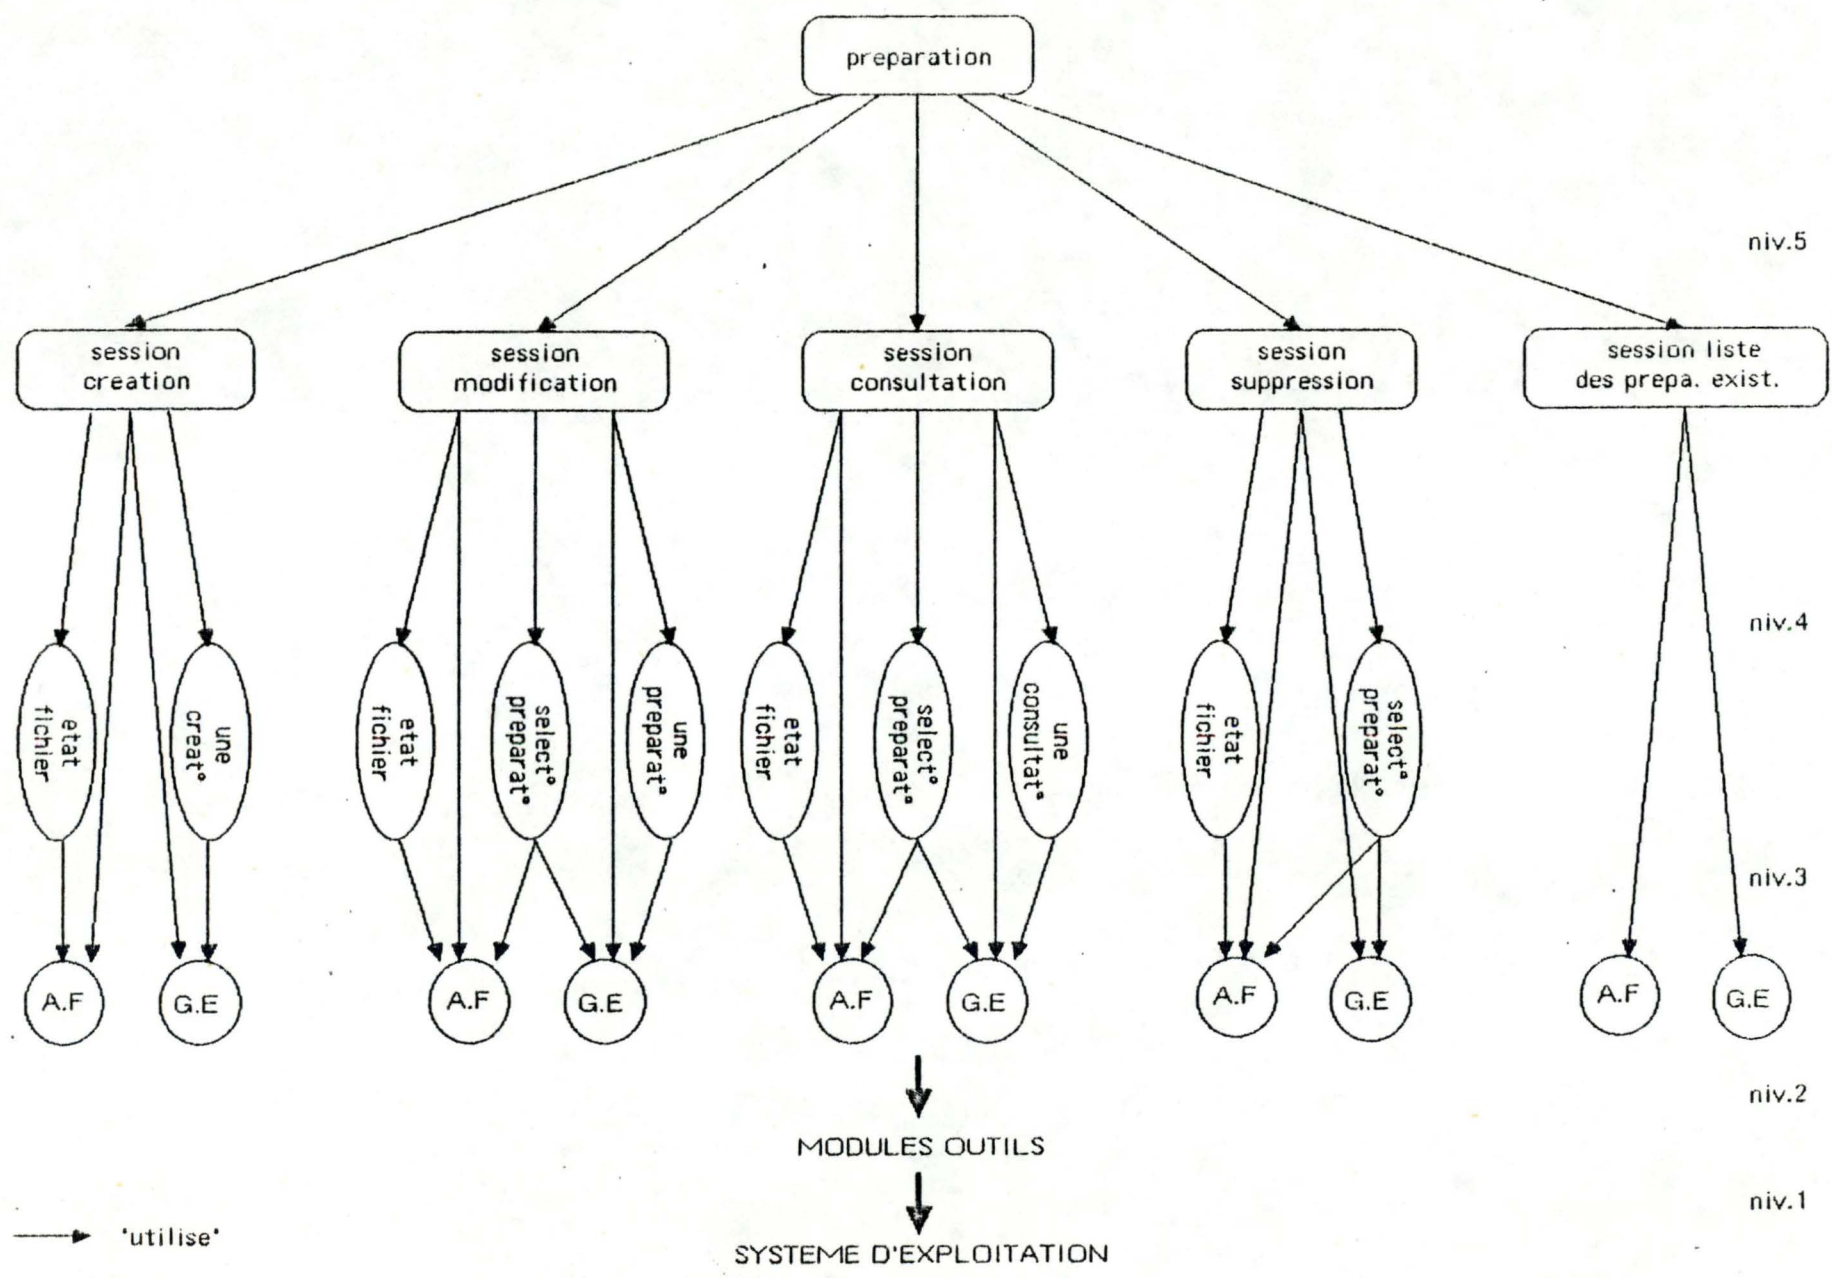 preparation
niv.5
session
creation
session
modification
session
consultation
session
suppression
session liste
des prepa. exist.
niv.4
etat
fichier
une
creat°
etat
fichier
select°
preparat°
une
preparat°
etat
fichier
select°
preparat°
une
consultat°
etat
fichier
select°
preparat°
niv.3
A.F
G.E
A.F
G.E
A.F
G.E
A.F
G.E
A.F
G.E
niv.2
MODULES OUTILS
niv.1
'utilise'
SYSTEME D'EXPLOITATION